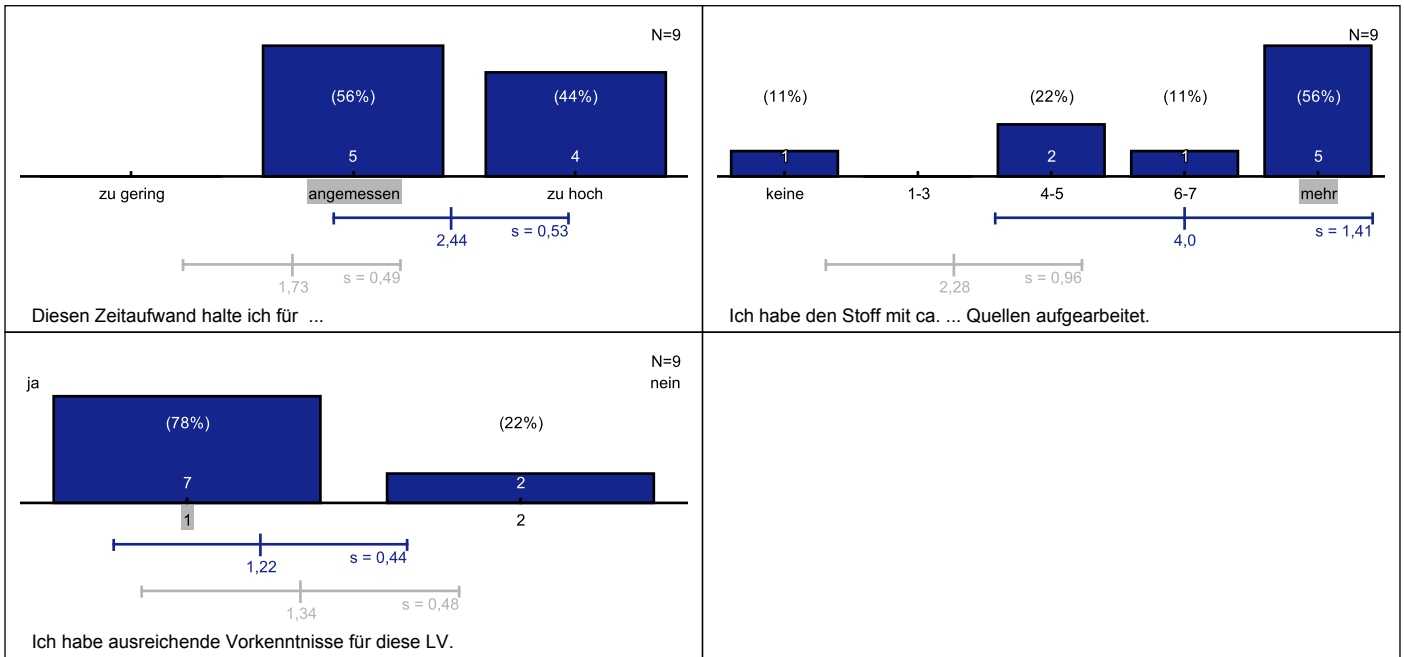 N=9
(56%) (44%)
5 4
zu gering angemessen zu hoch
2,44 s = 0,53
1,73 s = 0,49
Diesen Zeitaufwand halte ich für ...
N=9
(11%) (22%) (11%) (56%)
1 2 1 5
keine 1-3 4-5 6-7 mehr
4,0 s = 1,41
2,28 s = 0,96
Ich habe den Stoff mit ca. ... Quellen aufgearbeitet.
N=9
ja nein
(78%) (22%)
7 2
1 2
1,22 s = 0,44
1,34 s = 0,48
Ich habe ausreichende Vorkenntnisse für diese LV.